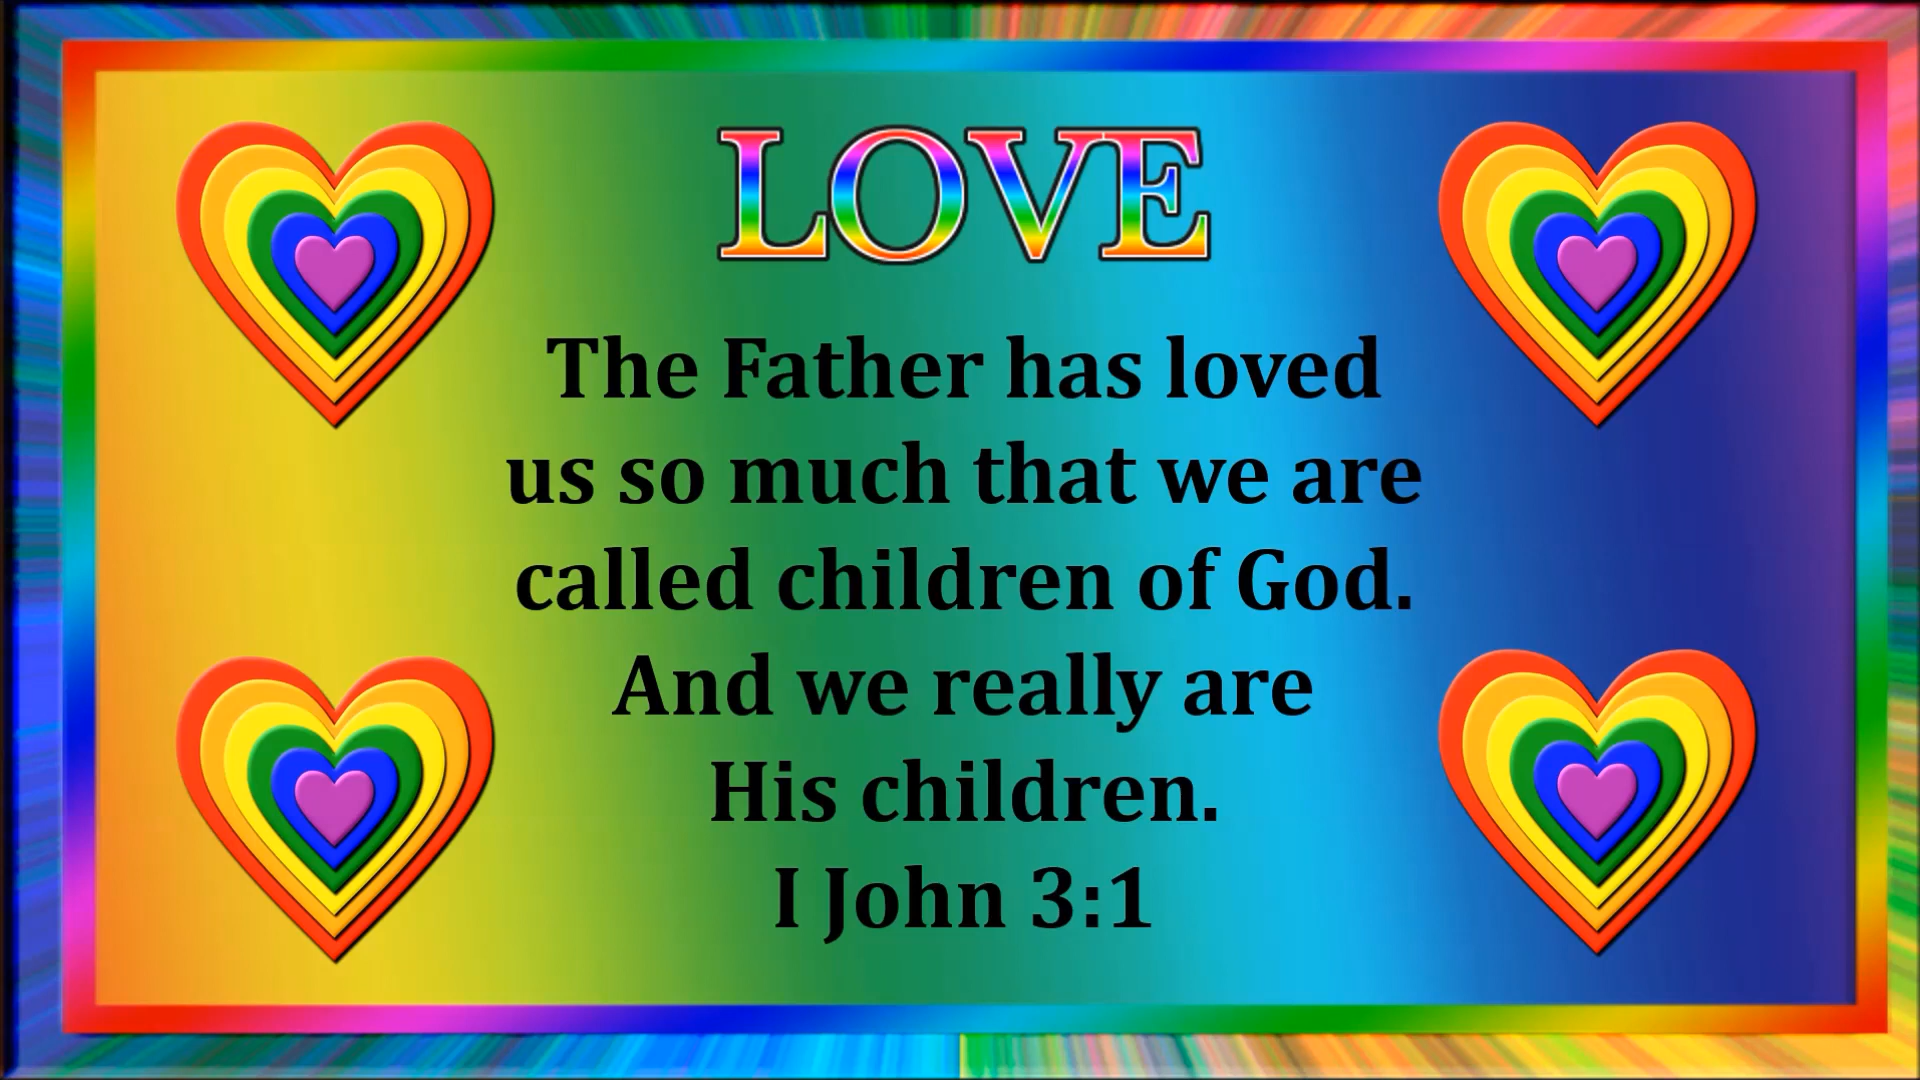 LOVE
The Father has loved
us so much that we are
called children of God.
And we really are
His children.
I John 3:1